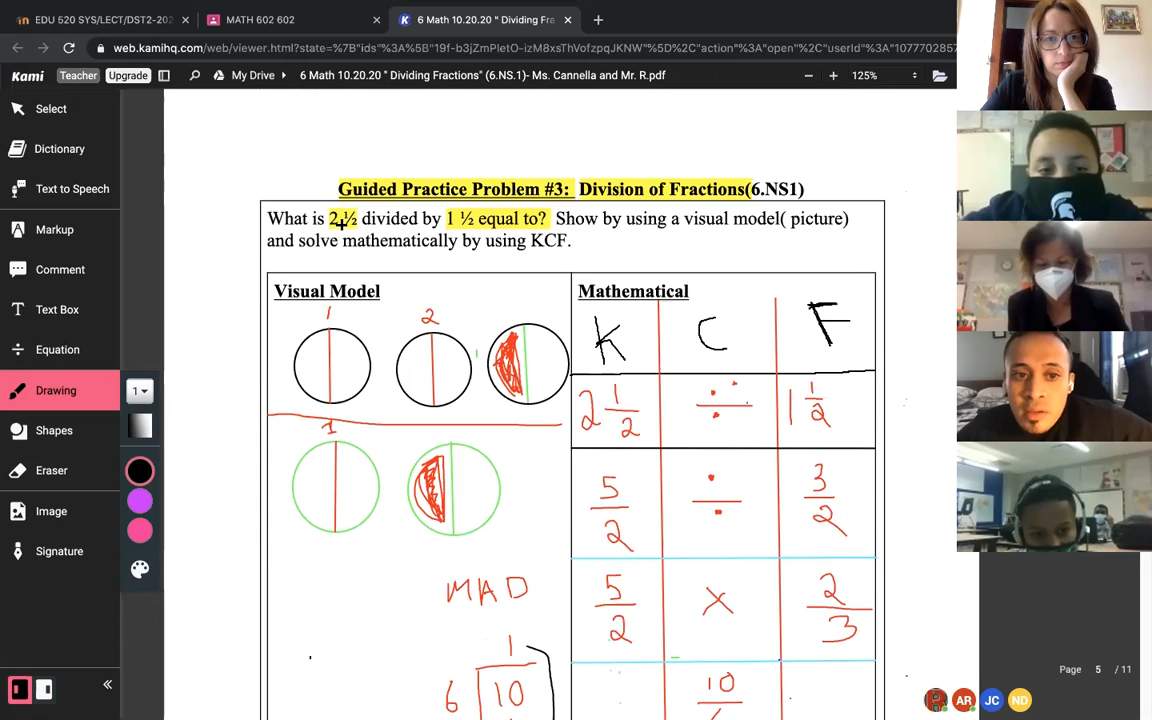 EDU 520 SYS/LECT/DST2-202
MATH 602 602
6 Math 10.20.20 " Dividing Fra
web.kamihq.com/web/viewer.html?state=%7B"ids"%3A%5B"19f-b3jZmPletO-izM8xsThVofzpqJKNW"%5D%2C"action"%3A"open"%2C"userId"%3A"1077702857
Kami Teacher Upgrade My Drive 6 Math 10.20.20 " Dividing Fractions" (6.NS.1)- Ms. Cannella and Mr. R.pdf 125%
Select
Dictionary
Text to Speech
Markup
Comment
Text Box
Equation
Drawing
1
Shapes
Eraser
Image
Signature
Guided Practice Problem #3: Division of Fractions(6.NS1)
What is 2 ½ divided by 1 ½ equal to? Show by using a visual model( picture)
and solve mathematically by using KCF.
Visual Model
1 2
1
MAD
1
6 10
Mathematical
K C F
2 1/2 ÷ 1 1/2
5/2 ÷ 3/2
5/2 X 2/3
10
Page 5 / 11
AR JC ND